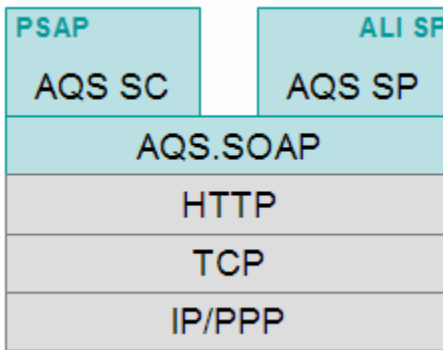 PSAP ALI SP
AQS SC AQS SP
AQS.SOAP
HTTP
TCP
IP/PPP